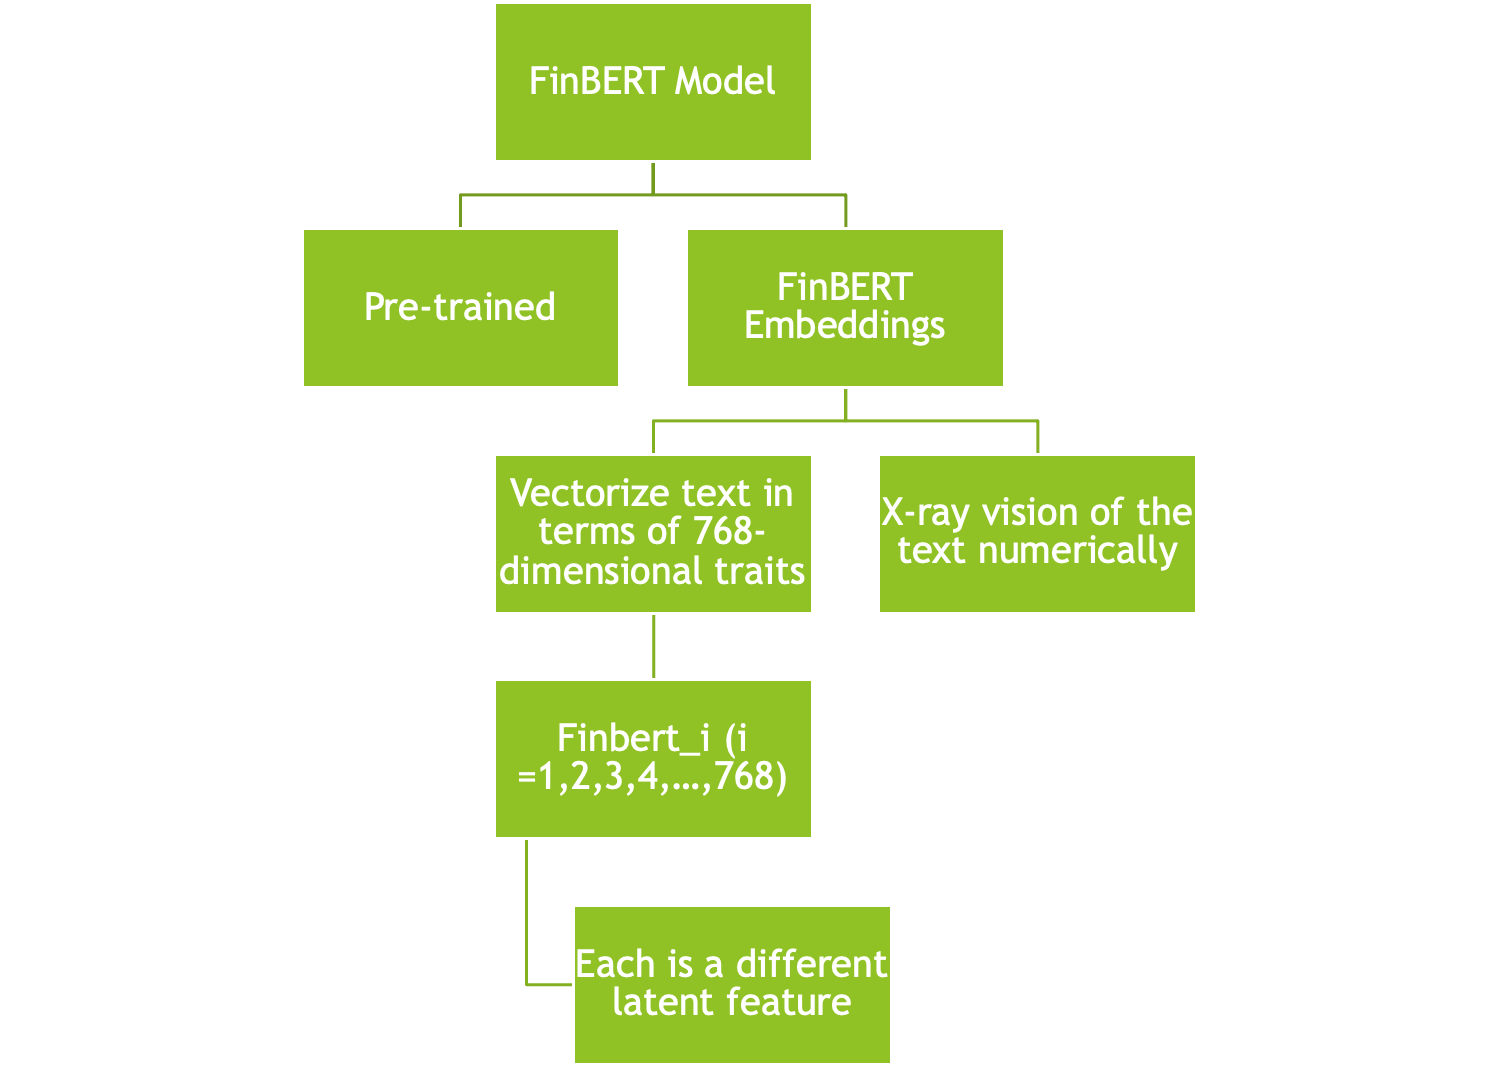 FinBERT Model
Pre-trained
FinBERT
Embeddings
Vectorize text in
terms of 768-
dimensional traits
X-ray vision of the
text numerically
Finbert_i (i
=1,2,3,4,…,768)
Each is a different
latent feature